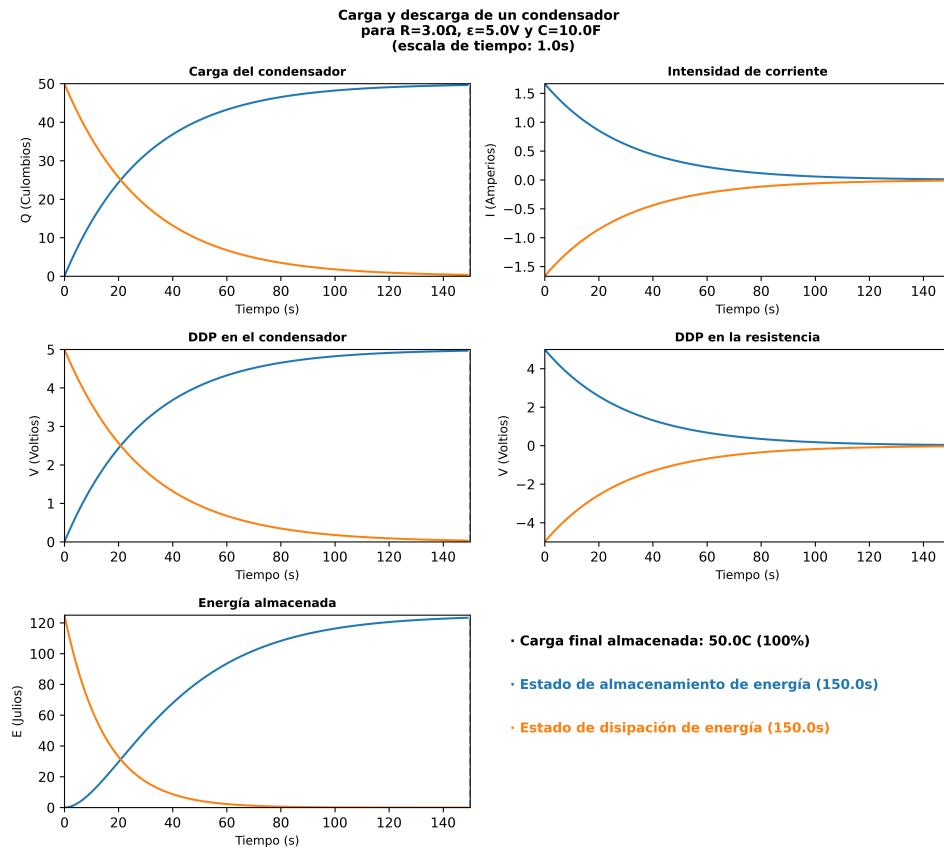 Carga y descarga de un condensador
para R=3.0Ω, ε=5.0V y C=10.0F
(escala de tiempo: 1.0s)
Carga del condensador
Q (Culombios)
50
40
30
20
10
0
0 20 40 60 80 100 120 140
Tiempo (s)
Intensidad de corriente
I (Amperios)
1.5
1.0
0.5
0.0
−0.5
−1.0
−1.5
0 20 40 60 80 100 120 140
Tiempo (s)
DDP en el condensador
V (Voltios)
5
4
3
2
1
0
0 20 40 60 80 100 120 140
Tiempo (s)
DDP en la resistencia
V (Voltios)
4
2
0
−2
−4
0 20 40 60 80 100 120 140
Tiempo (s)
Energía almacenada
E (Julios)
120
100
80
60
40
20
0
0 20 40 60 80 100 120 140
Tiempo (s)
· Carga final almacenada: 50.0C (100%)
· Estado de almacenamiento de energía (150.0s)
· Estado de disipación de energía (150.0s)